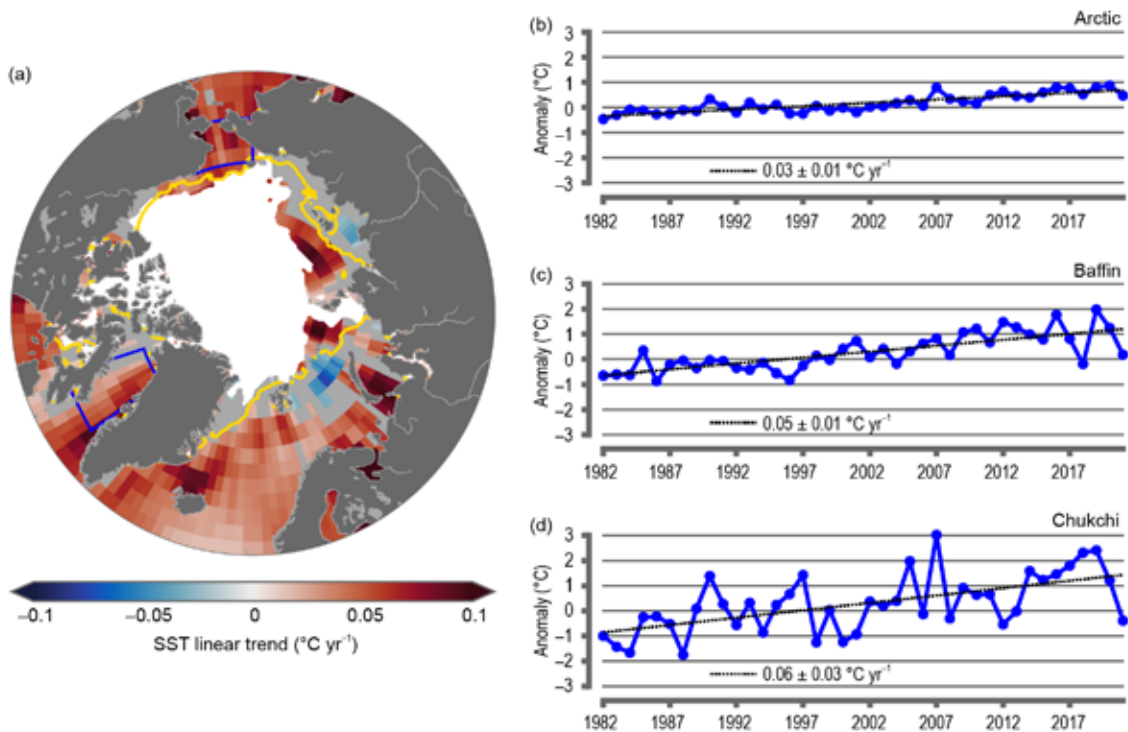 (a)
−0.1 −0.05 0 0.05 0.1
SST linear trend (°C yr⁻¹)
(b) Arctic
Anomaly (°C)
3
2
1
0
−1
−2
−3
0.03 ± 0.01 °C yr⁻¹
1982 1987 1992 1997 2002 2007 2012 2017
(c) Baffin
Anomaly (°C)
3
2
1
0
−1
−2
−3
0.05 ± 0.01 °C yr⁻¹
1982 1987 1992 1997 2002 2007 2012 2017
(d) Chukchi
Anomaly (°C)
3
2
1
0
−1
−2
−3
0.06 ± 0.03 °C yr⁻¹
1982 1987 1992 1997 2002 2007 2012 2017